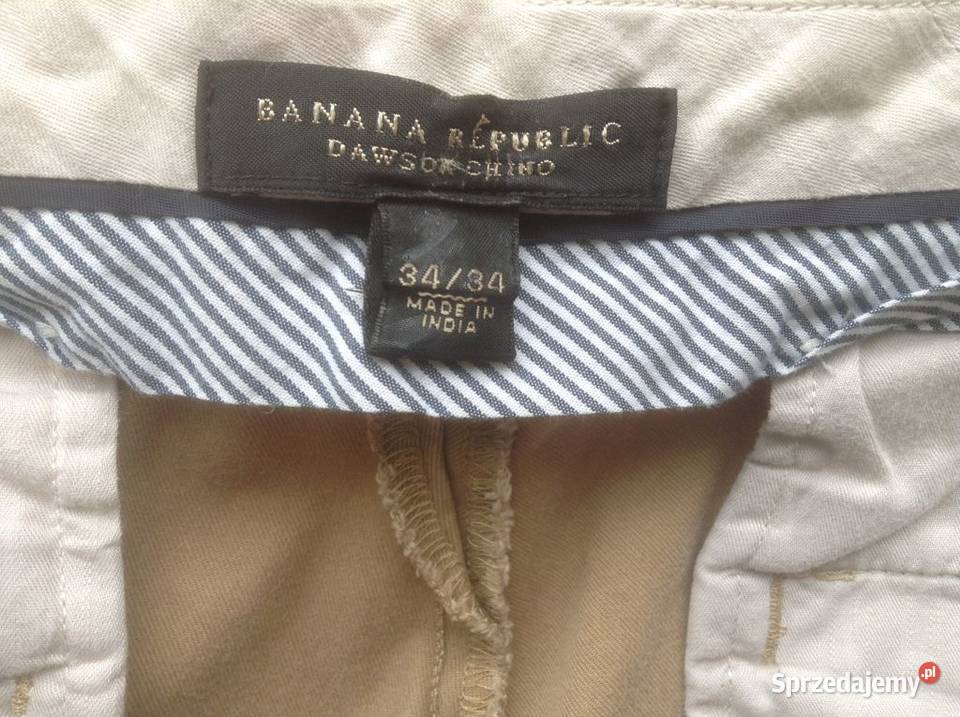 BANANA REPUBLIC
DAWSON CHINO
34/34
MADE IN
INDIA
Sprzedajemy.pl